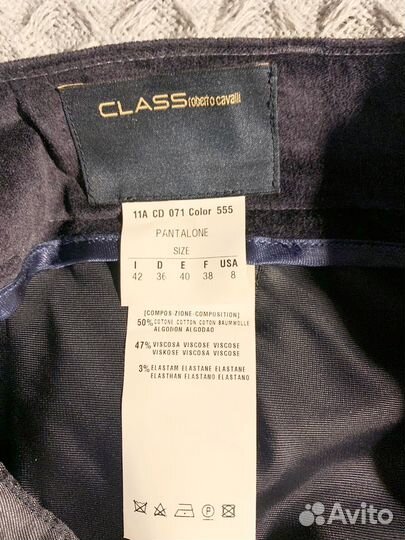 CLASS roberto cavalli
11A CD 071 Color 555
PANTALONE
SIZE
I D E F USA
42 36 40 38 8
[COMPOSIZIONE-COMPOSITION]
50% COTONE COTTON COTON BAUMWOLLE
ALGODON ALGODAO
47% VISCOSA VISCOSE VISCOSE
VISKOSE VISCOSA VISCOSE
3% ELASTAM ELASTANE ELASTANE
ELASTHAN ELASTANO ELASTANO
P
Avito